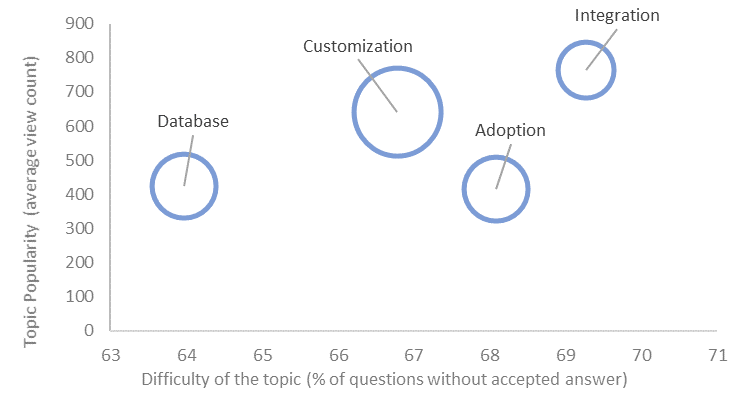 Integration
Customization
Database
Adoption
Topic Popularity  (average view count)
900
800
700
600
500
400
300
200
100
0
63 64 65 66 67 68 69 70 71
Difficulty of the topic (% of questions without accepted answer)